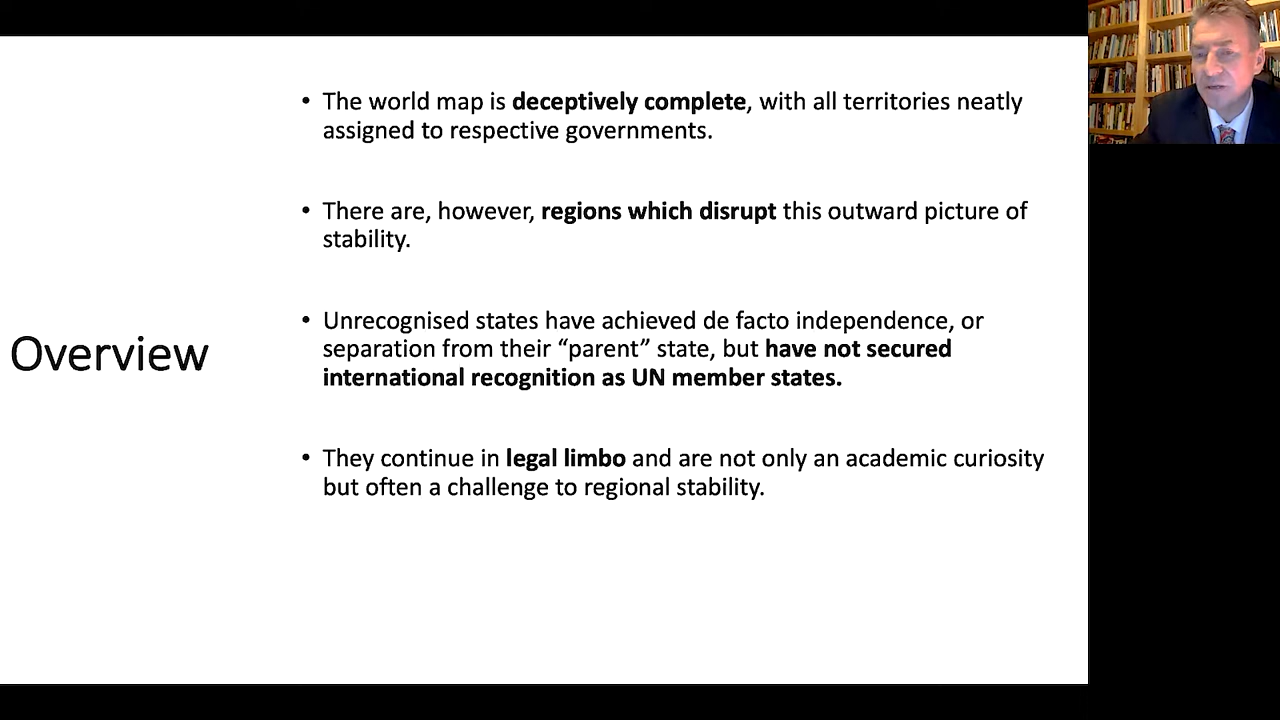 Overview
• The world map is deceptively complete, with all territories neatly
assigned to respective governments.
• There are, however, regions which disrupt this outward picture of
stability.
• Unrecognised states have achieved de facto independence, or
separation from their “parent” state, but have not secured
international recognition as UN member states.
• They continue in legal limbo and are not only an academic curiosity
but often a challenge to regional stability.